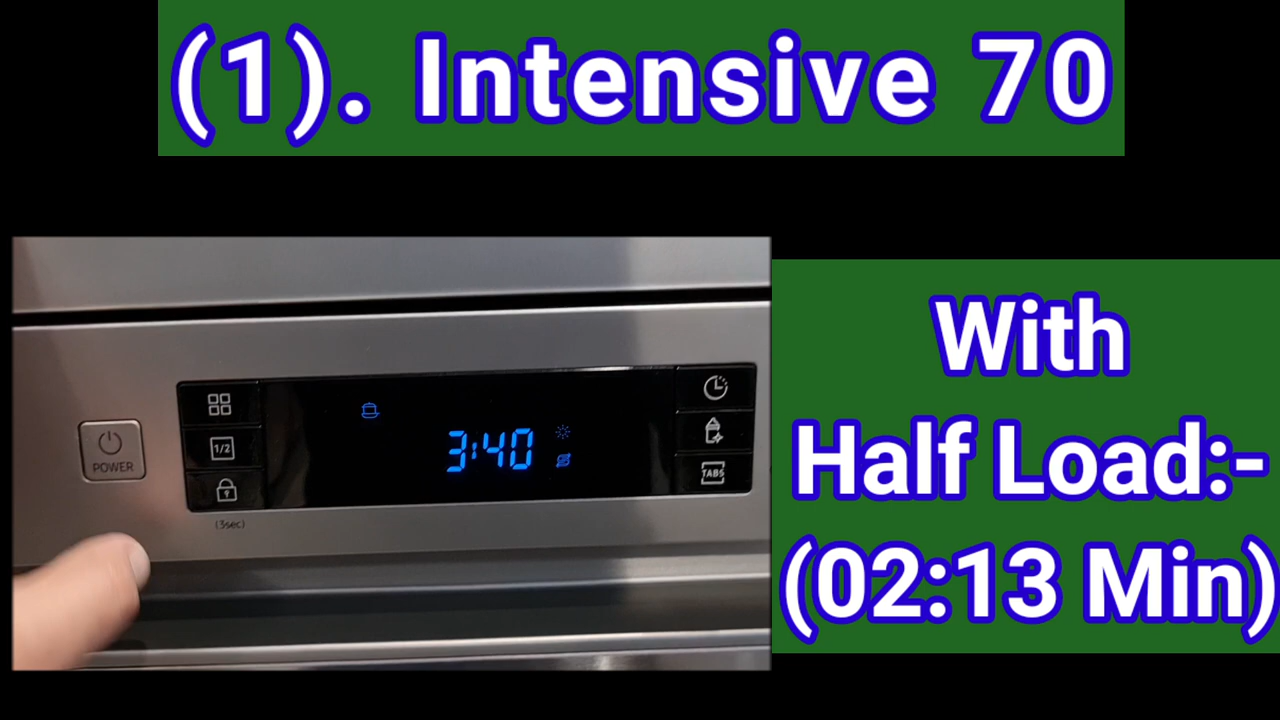 (1). Intensive 70
With
Half Load:-
(02:13 Min)
3:40
1/2
POWER
TABS
(3sec)